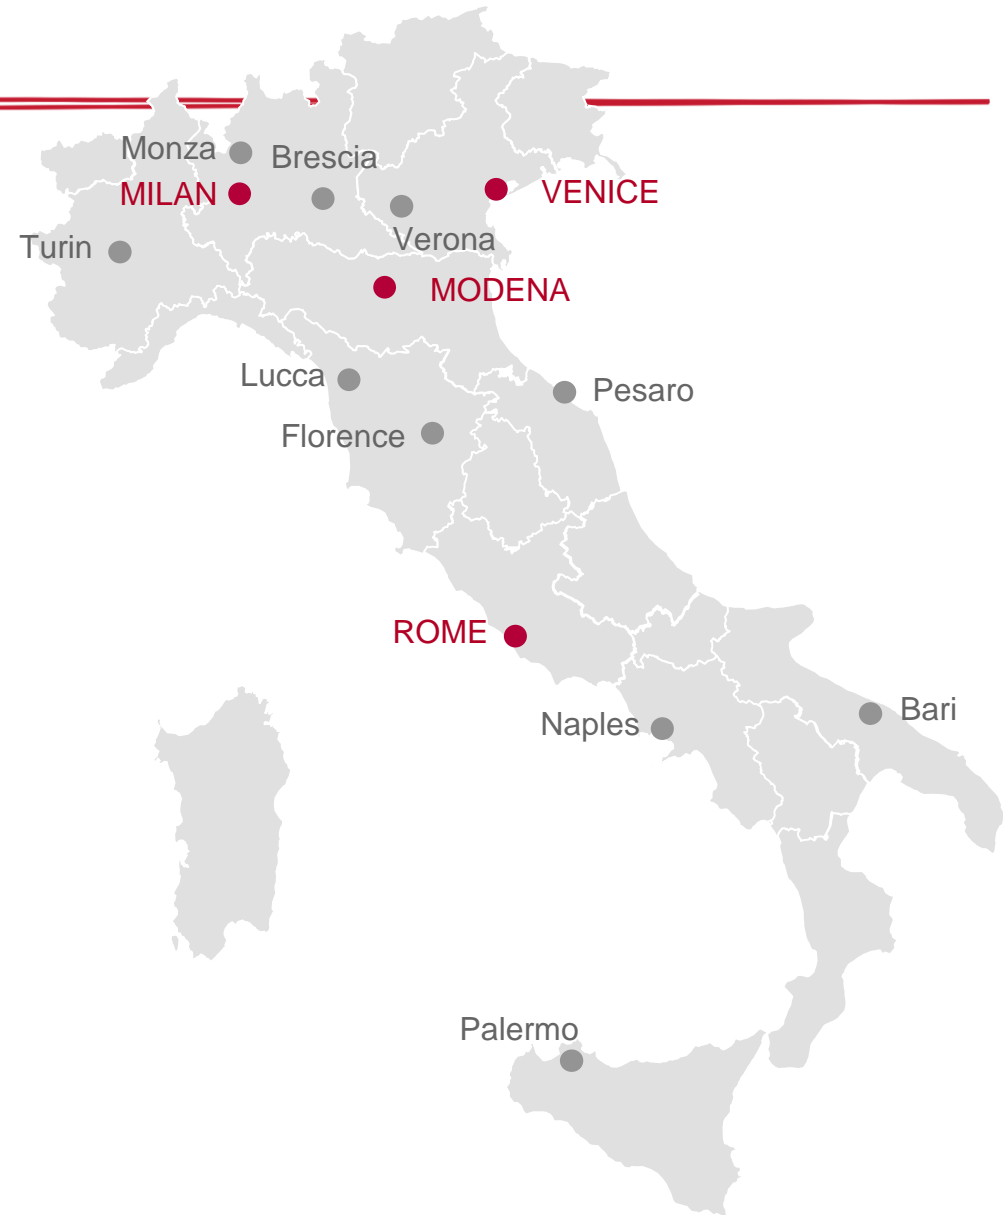 Monza
Brescia
MILAN
VENICE
Verona
Turin
MODENA
Lucca
Pesaro
Florence
ROME
Bari
Naples
Palermo